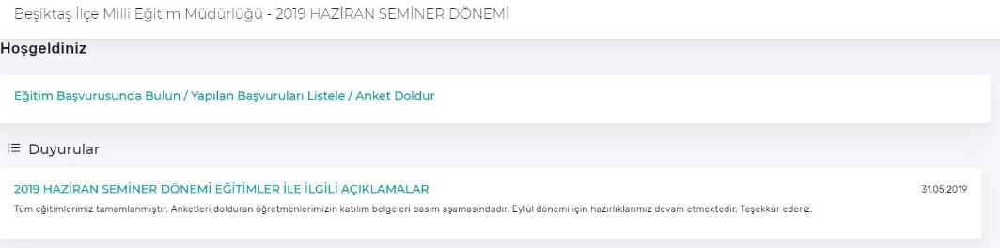 Beşiktaş İlçe Milli Eğitim Müdürlüğü - 2019 HAZİRAN SEMİNER DÖNEMİ
Hoşgeldiniz
Eğitim Başvurusunda Bulun / Yapılan Başvuruları Listele / Anket Doldur
Duyurular
2019 HAZİRAN SEMİNER DÖNEMİ EĞİTİMLER İLE İLGİLİ AÇIKLAMALAR 31.05.2019
Tüm eğitimlerimiz tamamlanmıştır. Anketleri dolduran öğretmenlerimizin katılım belgeleri basım aşamasındadır. Eylül dönemi için hazırlıklarımız devam etmektedir. Teşekkür ederiz.